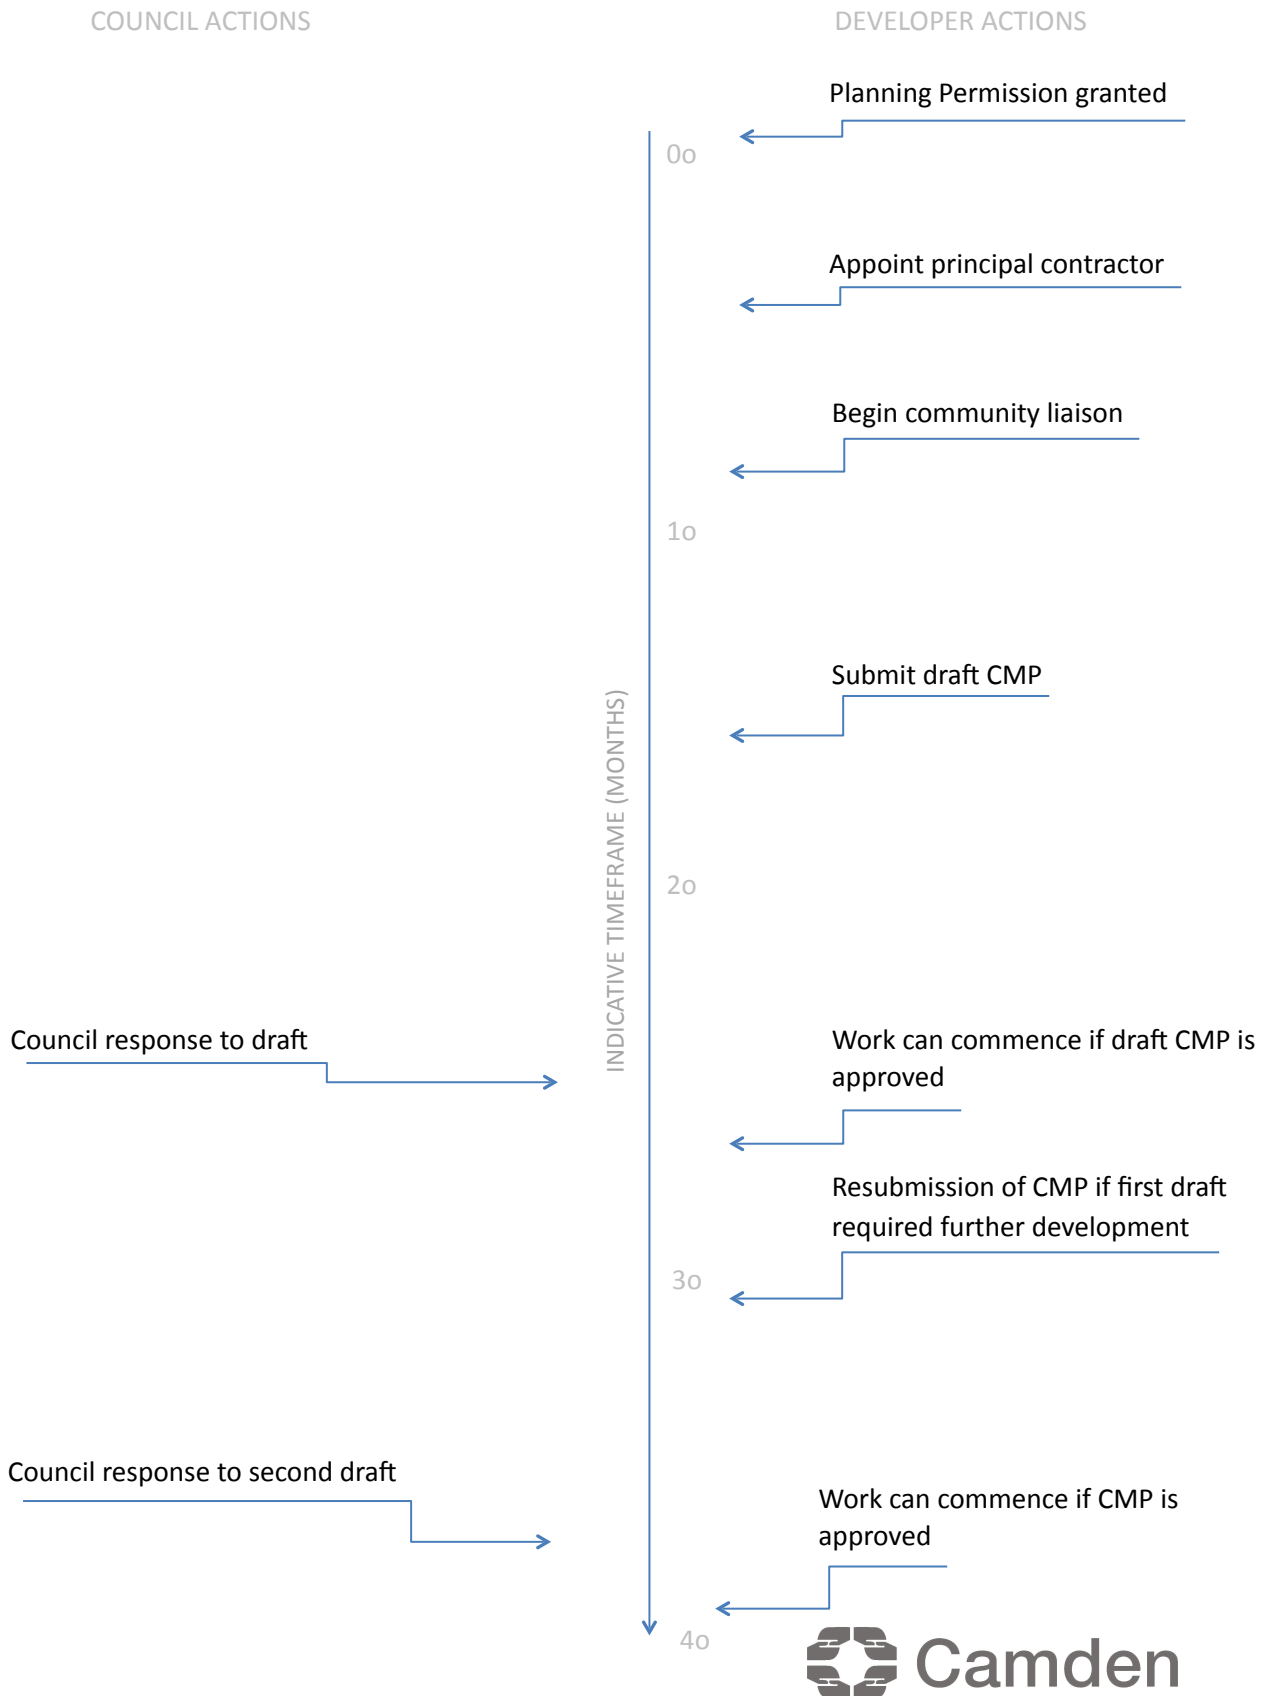 COUNCIL ACTIONS
DEVELOPER ACTIONS
Planning Permission granted
0o
Appoint principal contractor
Begin community liaison
1o
Submit draft CMP
INDICATIVE TIMEFRAME (MONTHS)
2o
Council response to draft
Work can commence if draft CMP is
approved
Resubmission of CMP if first draft
required further development
3o
Council response to second draft
Work can commence if CMP is
approved
4o
Camden